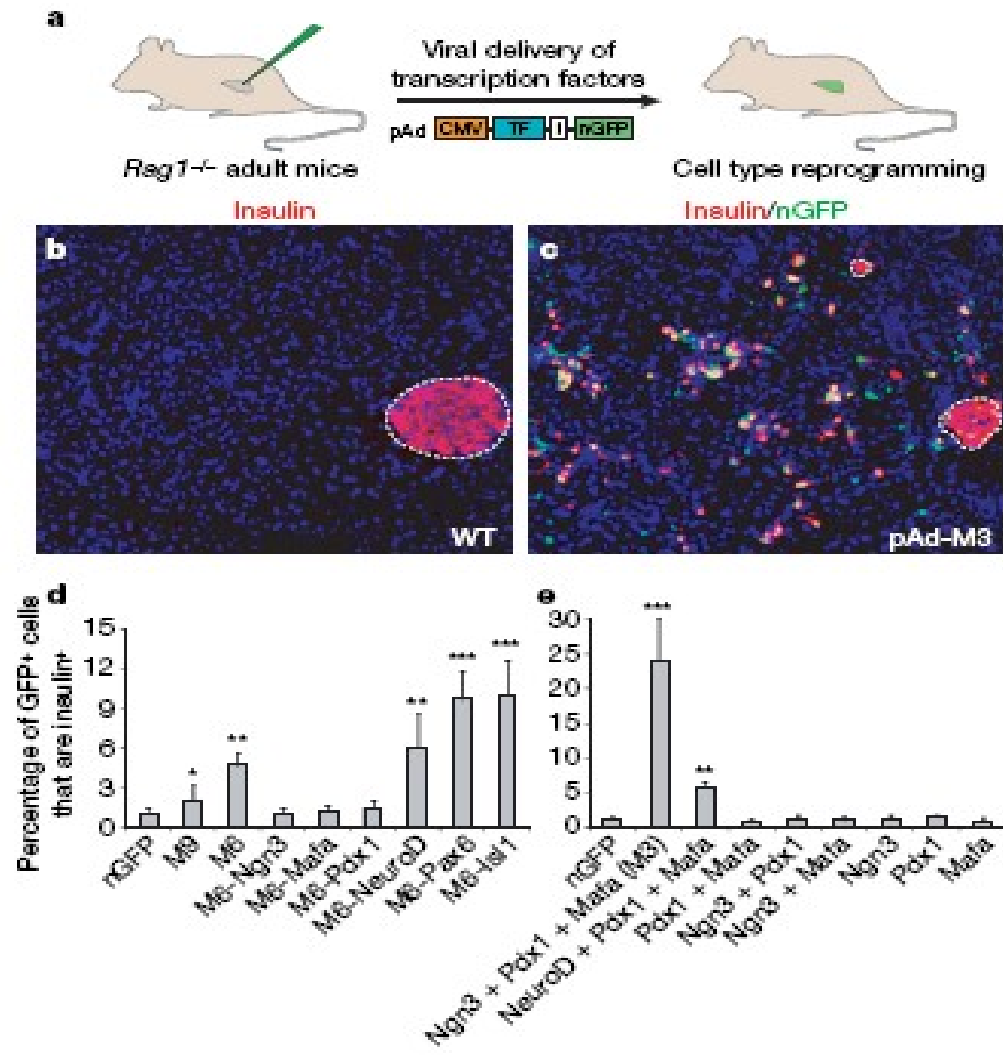 a
Viral delivery of
transcription factors
pAd CMV TF I nGFP
Rag1–/– adult mice
Cell type reprogramming
Insulin
Insulin/nGFP
b
c
WT
pAd-M3
d
e
Percentage of GFP+ cells
that are insulin+
15
12
9
6
3
0
nGFP
M9
M6
M6-Ngn3
M6-Mafa
M6-Pdx1
M6-NeuroD
M6-Pax6
M6-Isl1
*
**
**
***
***
30
25
20
15
10
5
0
***
**
nGFP
Ngn3 + Pdx1 + Mafa (M3)
NeuroD + Pdx1 + Mafa
Pdx1 + Mafa
Ngn3 + Pdx1
Ngn3 + Mafa
Ngn3
Pdx1
Mafa